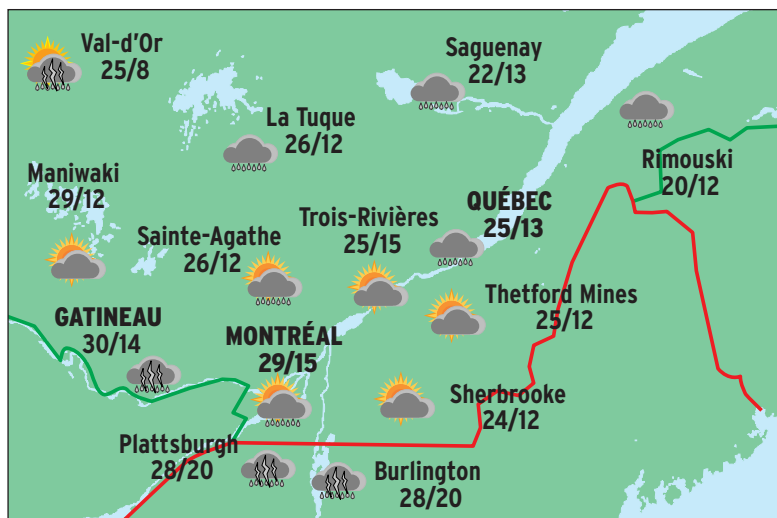 Val-d'Or
25/8
Saguenay
22/13
La Tuque
26/12
Rimouski
20/12
Maniwaki
29/12
QUÉBEC
25/13
Trois-Rivières
25/15
Sainte-Agathe
26/12
Thetford Mines
25/12
GATINEAU
30/14
MONTRÉAL
29/15
Sherbrooke
24/12
Plattsburgh
28/20
Burlington
28/20